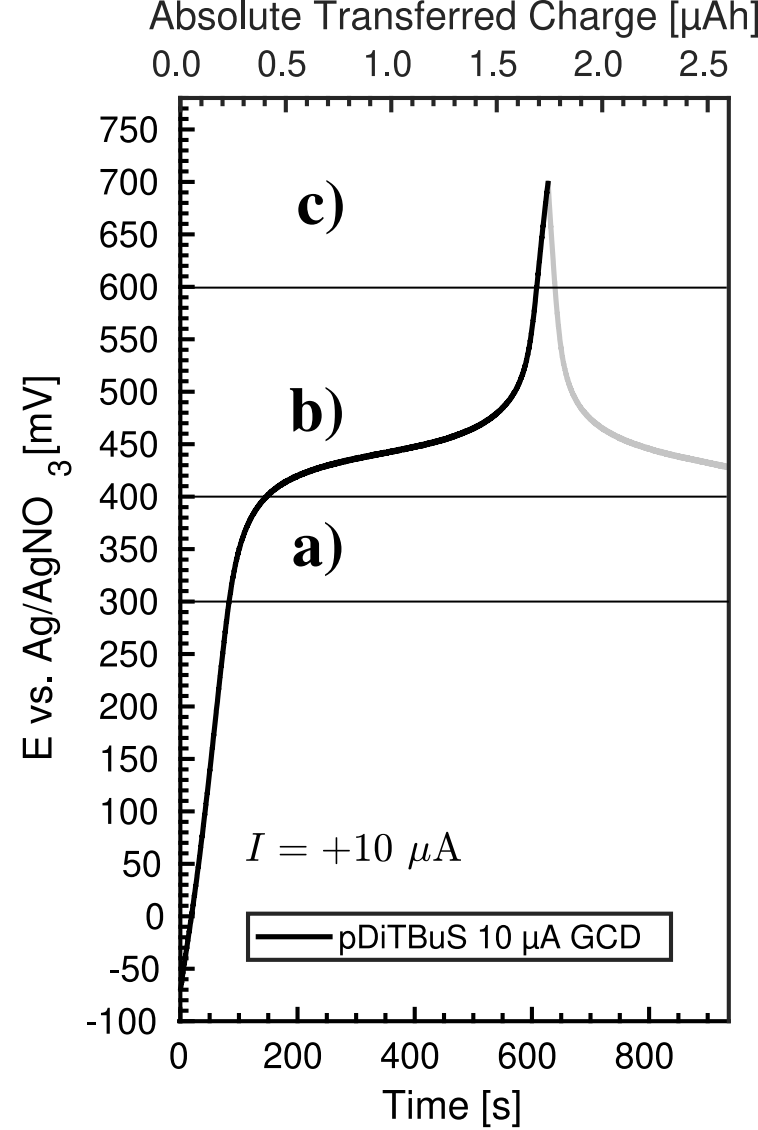 Absolute Transferred Charge [µAh]
0.0 0.5 1.0 1.5 2.0 2.5
750
700
c)
650
600
550
500
b)
450
400
a)
350
300
250
200
150
100
I = +10 µA
50
0
pDiTBuS 10 µA GCD
-50
-100
0 200 400 600 800
Time [s]
E vs. Ag/AgNO 3[mV]